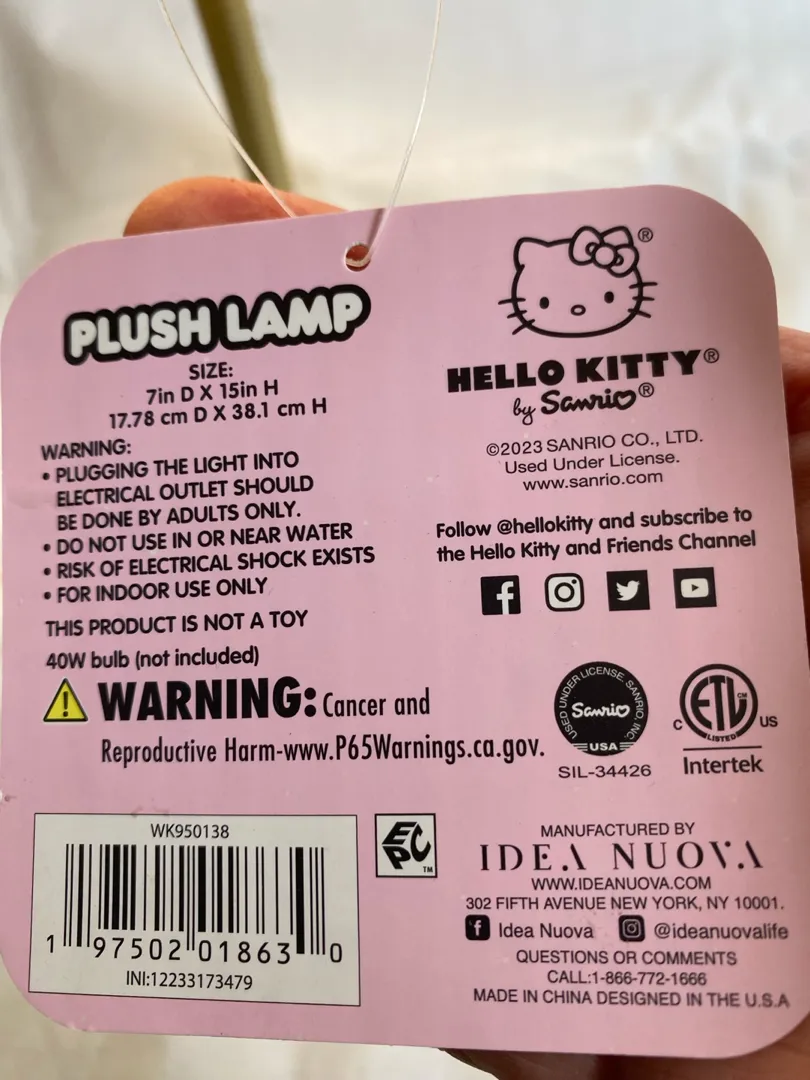 PLUSH LAMP
SIZE:
7in D X 15in H
17.78 cm D X 38.1 cm H
WARNING:
• PLUGGING THE LIGHT INTO
ELECTRICAL OUTLET SHOULD
BE DONE BY ADULTS ONLY.
• DO NOT USE IN OR NEAR WATER
• RISK OF ELECTRICAL SHOCK EXISTS
• FOR INDOOR USE ONLY
THIS PRODUCT IS NOT A TOY
40W bulb (not included)
WARNING: Cancer and
Reproductive Harm-www.P65Warnings.ca.gov.
WK950138
1 97502 01863 0
INI:12233173479
EPC™
®
HELLO KITTY®
by Sanrio®
©2023 SANRIO CO., LTD.
Used Under License.
www.sanrio.com
Follow @hellokitty and subscribe to
the Hello Kitty and Friends Channel
USED UNDER LICENSE. SANRIO, INC.
Sanrio
USA
SIL-34426
ETL CM
LISTED
C US
Intertek
MANUFACTURED BY
IDEA NUOVA
WWW.IDEANUOVA.COM
302 FIFTH AVENUE NEW YORK, NY 10001.
Idea Nuova @ideanuovalife
QUESTIONS OR COMMENTS
CALL:1-866-772-1666
MADE IN CHINA DESIGNED IN THE U.S.A